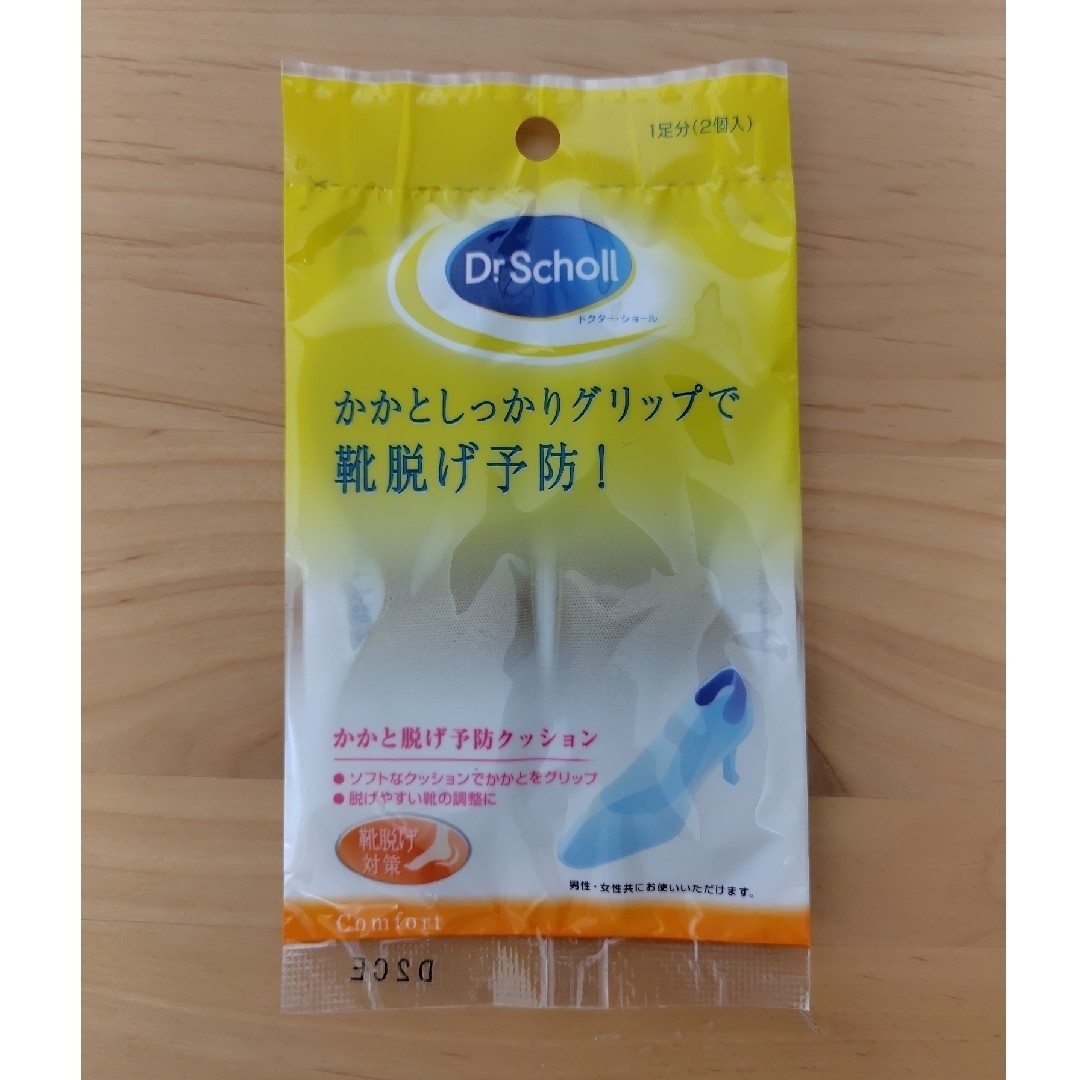 1足分(2個入)
Dr.Scholl
ドクター・ショール
かかとしっかりグリップで
靴脱げ予防!
かかと脱げ予防クッション
● ソフトなクッションでかかとをグリップ
● 脱げやすい靴の調整に
靴脱げ
対策
男性・女性共にお使いいただけます。
Comfort
D2CE